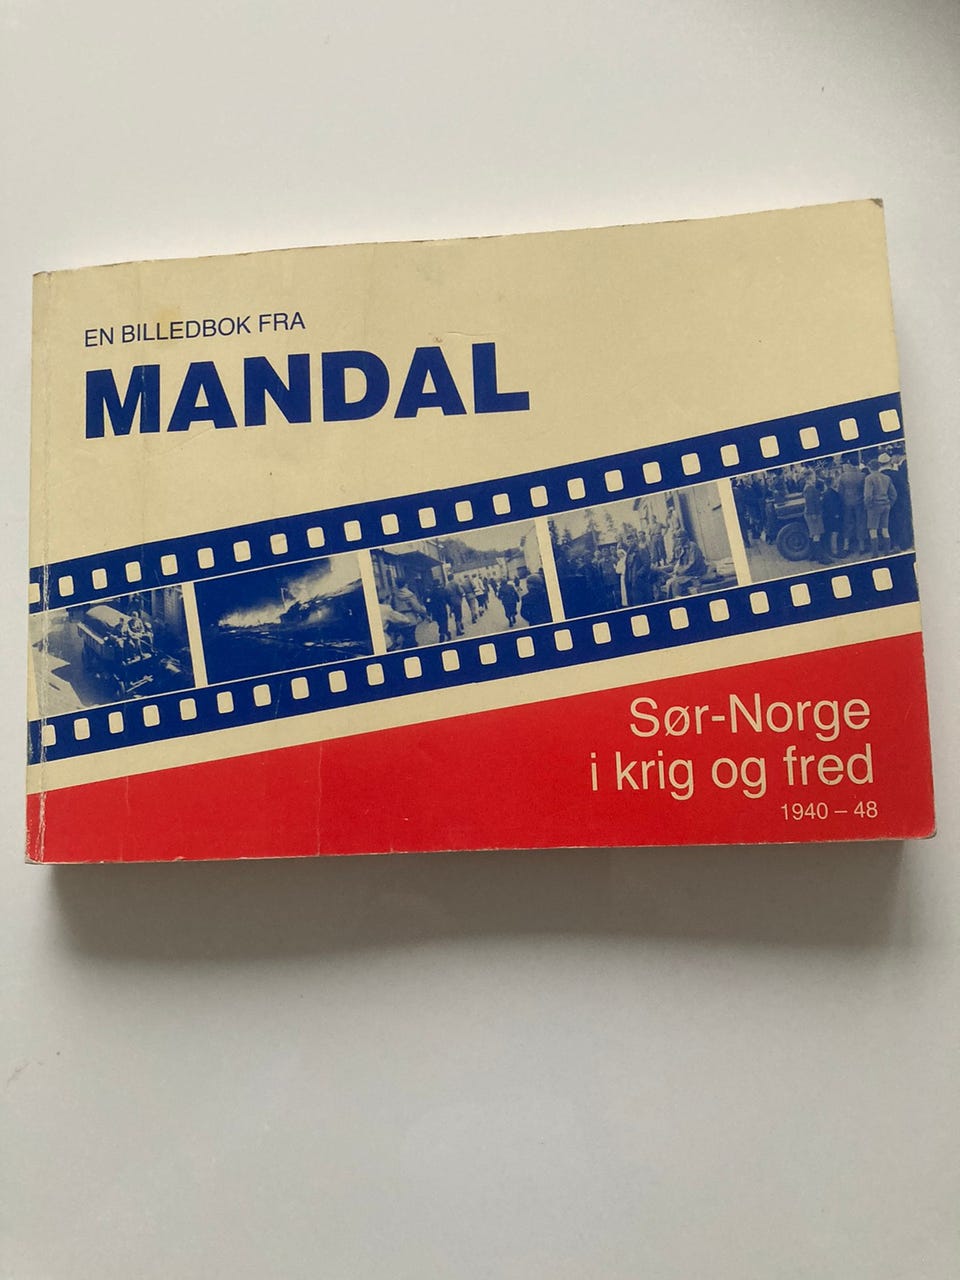 EN BILLEDBOK FRA
MANDAL
Sør-Norge
i krig og fred
1940 – 48